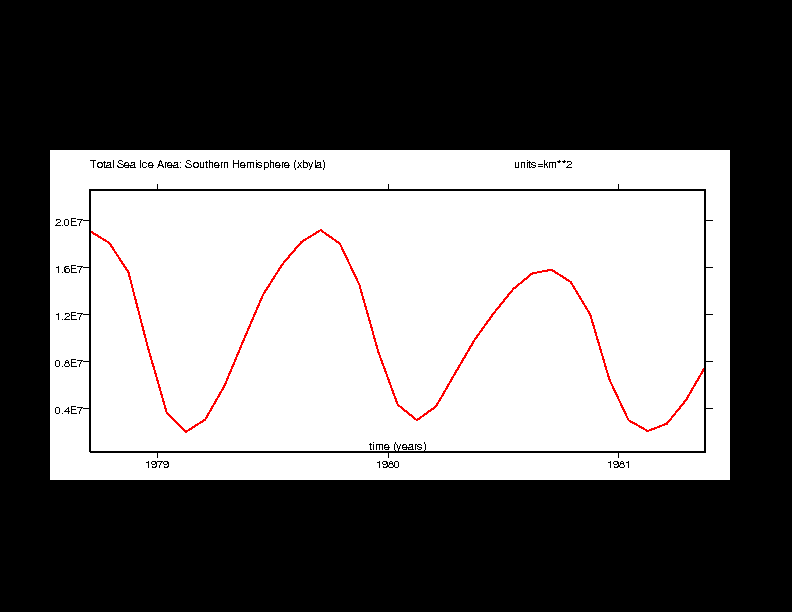 Total Sea Ice Area: Southern Hemisphere (xbyla) units=km**2
2.0E7
1.6E7
1.2E7
0.8E7
0.4E7
time (years)
1979 1980 1981